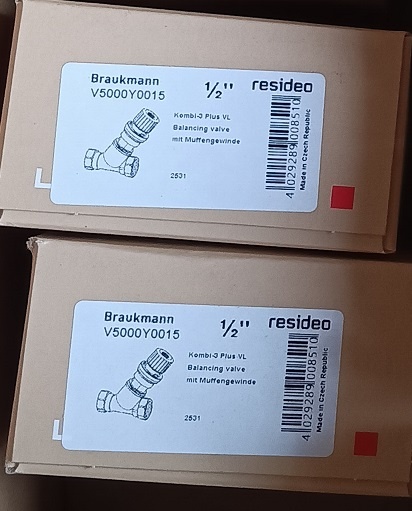 Braukmann
V5000Y0015
1/2"
resideo
Kombi-3 Plus VL
Balancing valve
mit Muffengewinde
2531
4 029289 008510
Made in Czech Republic
Braukmann
V5000Y0015
1/2"
resideo
Kombi-3 Plus VL
Balancing valve
mit Muffengewinde
2531
4 029289 008510
Made in Czech Republic